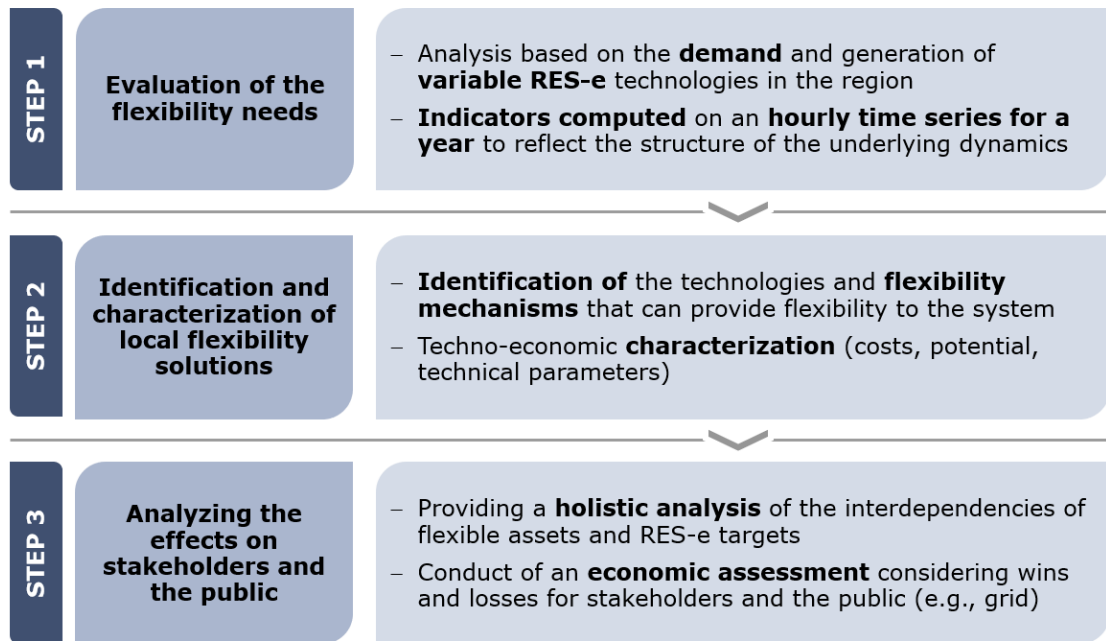 STEP 1
Evaluation of the
flexibility needs
– Analysis based on the demand and generation of
variable RES-e technologies in the region
– Indicators computed on an hourly time series for a
year to reflect the structure of the underlying dynamics
STEP 2
Identification and
characterization of
local flexibility
solutions
– Identification of the technologies and flexibility
mechanisms that can provide flexibility to the system
– Techno-economic characterization (costs, potential,
technical parameters)
STEP 3
Analyzing the
effects on
stakeholders and
the public
– Providing a holistic analysis of the interdependencies of
flexible assets and RES-e targets
– Conduct of an economic assessment considering wins
and losses for stakeholders and the public (e.g., grid)